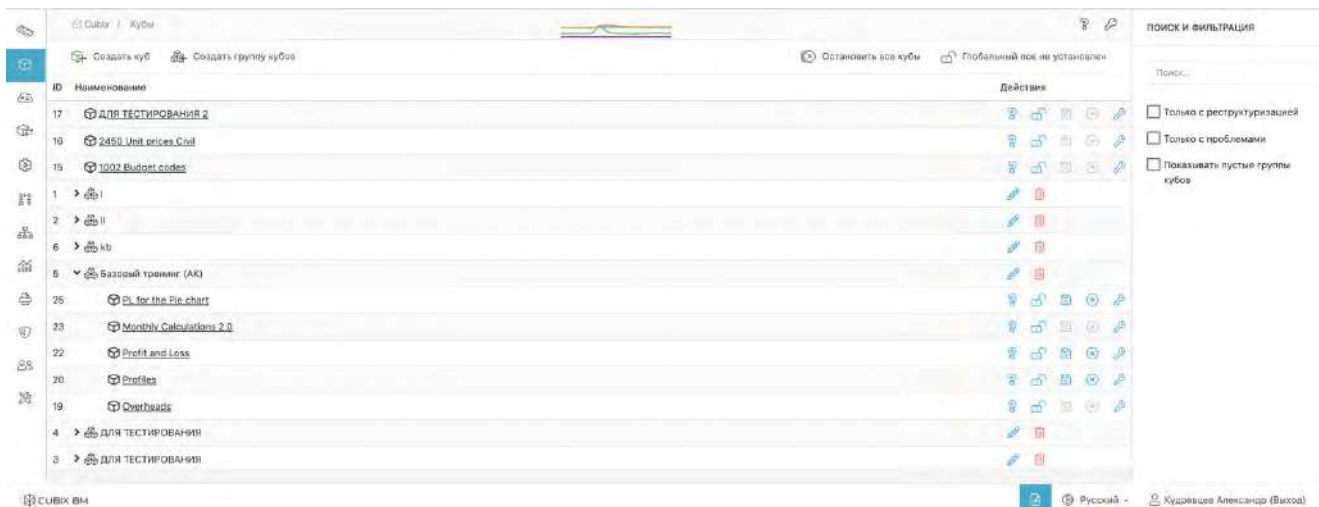 Cubix / Кубы
ПОИСК И ФИЛЬТРАЦИЯ
Создать куб Создать группу кубов Остановить все кубы Глобальный лок не установлен
Поиск...
ID Наименование Действия
17 ДЛЯ ТЕСТИРОВАНИЯ 2
Только с реструктуризацией
16 2450 Unit prices Civil
Только с проблемами
15 1002 Budget codes
Показывать пустые группы
кубов
1 I
2 II
6 kb
5 Базовый тренинг (АК)
25 PL for the Pie chart
23 Monthly Calculations 2.0
22 Profit and Loss
20 Profiles
19 Overheads
4 ДЛЯ ТЕСТИРОВАНИЯ
3 ДЛЯ ТЕСТИРОВАНИЯ
CUBIX BM Русский Кудрявцев Александр (Выход)